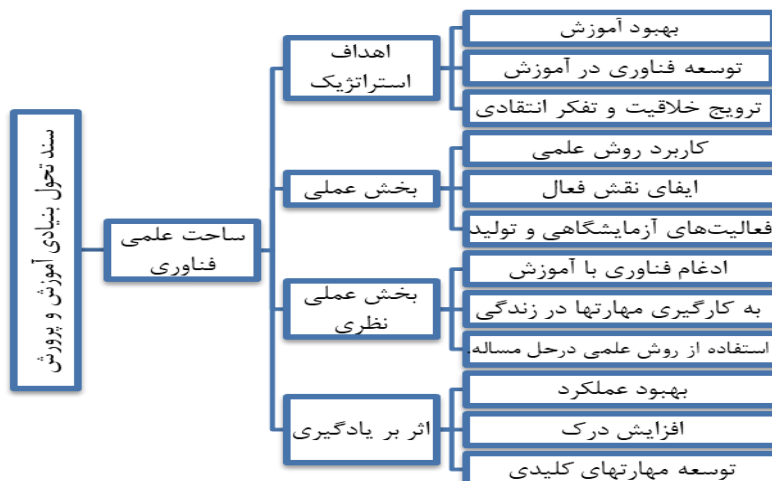 سند تحول بنیادی آموزش و پرورش
ساحت علمی
فناوری
اهداف
استراتژیک
بهبود آموزش
توسعه فناوری در آموزش
ترویج خلاقیت و تفکر انتقادی
بخش عملی
کاربرد روش علمی
ایفای نقش فعال
فعالیت‌های آزمایشگاهی و تولید
بخش عملی
نظری
ادغام فناوری با آموزش
به کارگیری مهارتها در زندگی
استفاده از روش علمی درحل مساله.
اثر بر یادگیری
بهبود عملکرد
افزایش درک
توسعه مهارتهای کلیدی